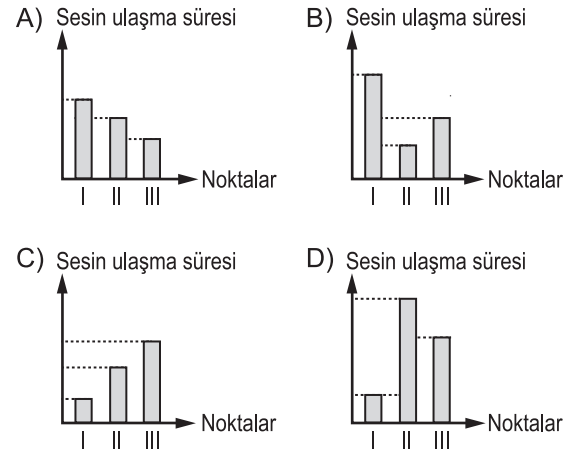 A) Sesin ulaşma süresi
Noktalar
I II III
B) Sesin ulaşma süresi
Noktalar
I II III
C) Sesin ulaşma süresi
Noktalar
I II III
D) Sesin ulaşma süresi
Noktalar
I II III